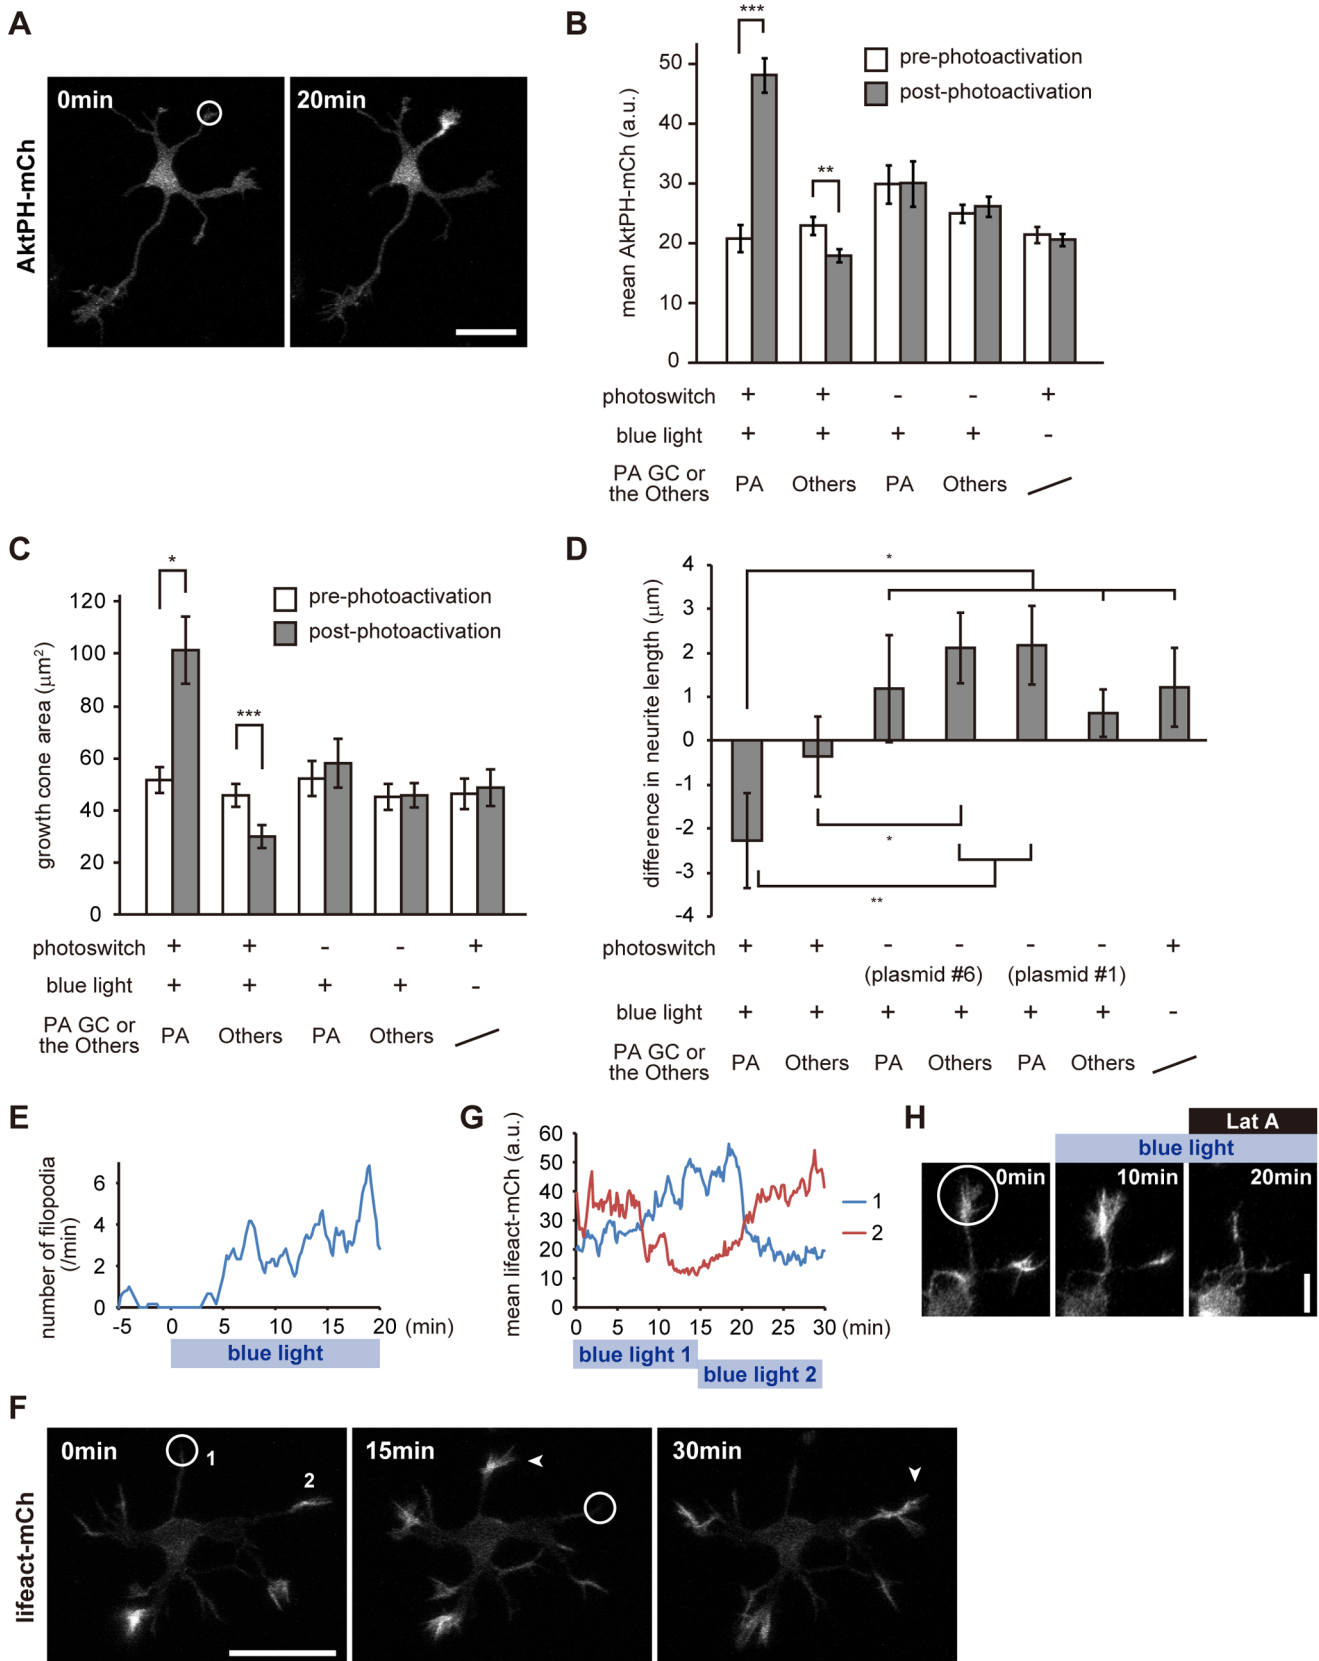 A
0min
20min
AktPH-mCh
B
***
**
pre-photoactivation
post-photoactivation
mean AktPH-mCh (a.u.)
50
40
30
20
10
0
photoswitch + + - - +
blue light + + + + -
PA GC or
the Others
PA Others PA Others
C
*
***
pre-photoactivation
post-photoactivation
growth cone area (μm²)
120
100
80
60
40
20
0
photoswitch + + - - +
blue light + + + + -
PA GC or
the Others
PA Others PA Others
D
*
*
**
difference in neurite length (μm)
4
3
2
1
0
-1
-2
-3
-4
photoswitch + + - - - - +
(plasmid #6) (plasmid #1)
blue light + + + + + + -
PA GC or
the Others
PA Others PA Others PA Others
E
number of filopodia
(/min)
6
4
2
0
-5 0 5 10 15 20 (min)
blue light
G
mean lifeact-mCh (a.u.)
60
50
40
30
20
10
0
0 5 10 15 20 25 30 (min)
1
2
blue light 1
blue light 2
H
Lat A
blue light
0min
10min
20min
F
lifeact-mCh
0min
1
2
15min
30min